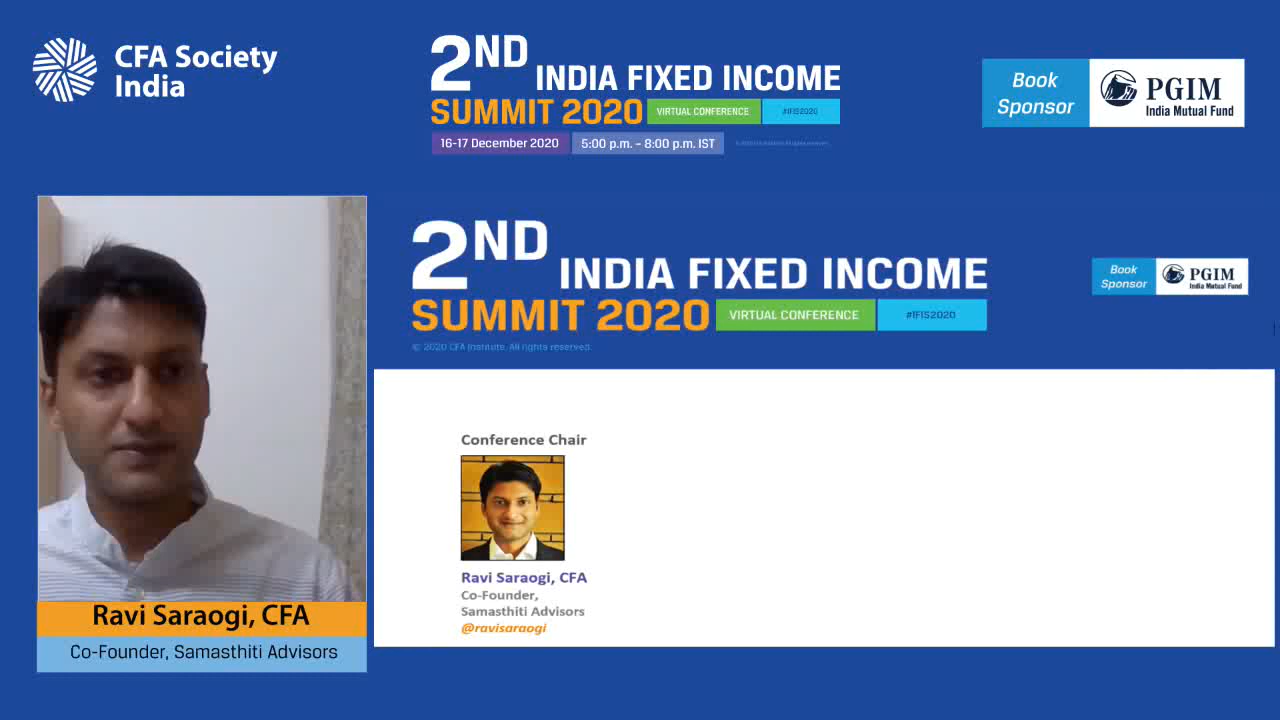 CFA Society
India
2ND
INDIA FIXED INCOME
SUMMIT 2020
VIRTUAL CONFERENCE
#IFIS2020
16-17 December 2020
5:00 p.m. – 8:00 p.m. IST
Book
Sponsor
PGIM
India Mutual Fund
2ND
INDIA FIXED INCOME
SUMMIT 2020
VIRTUAL CONFERENCE
#IFIS2020
© 2020 CFA Institute. All rights reserved.
Book
Sponsor
PGIM
India Mutual Fund
Conference Chair
Ravi Saraogi, CFA
Co-Founder,
Samasthiti Advisors
@ravisaraogi
Ravi Saraogi, CFA
Co-Founder, Samasthiti Advisors